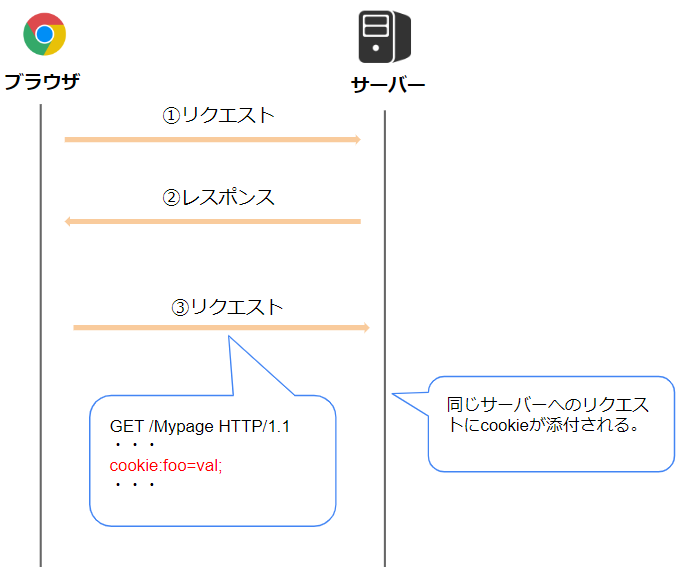 ブラウザ
サーバー
①リクエスト
②レスポンス
③リクエスト
GET /Mypage HTTP/1.1
・・・
cookie:foo=val;
・・・
同じサーバーへのリクエス
トにcookieが添付される。